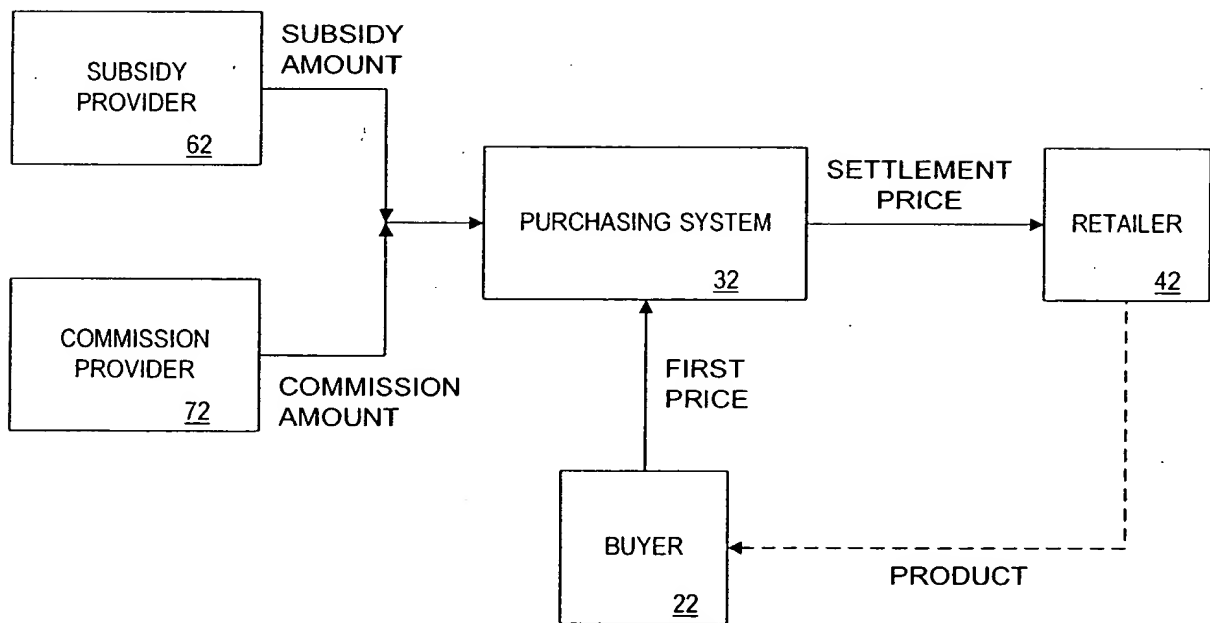 SUBSIDY
PROVIDER
62
SUBSIDY
AMOUNT
COMMISSION
PROVIDER
72
COMMISSION
AMOUNT
PURCHASING SYSTEM
32
SETTLEMENT
PRICE
RETAILER
42
FIRST
PRICE
BUYER
22
PRODUCT